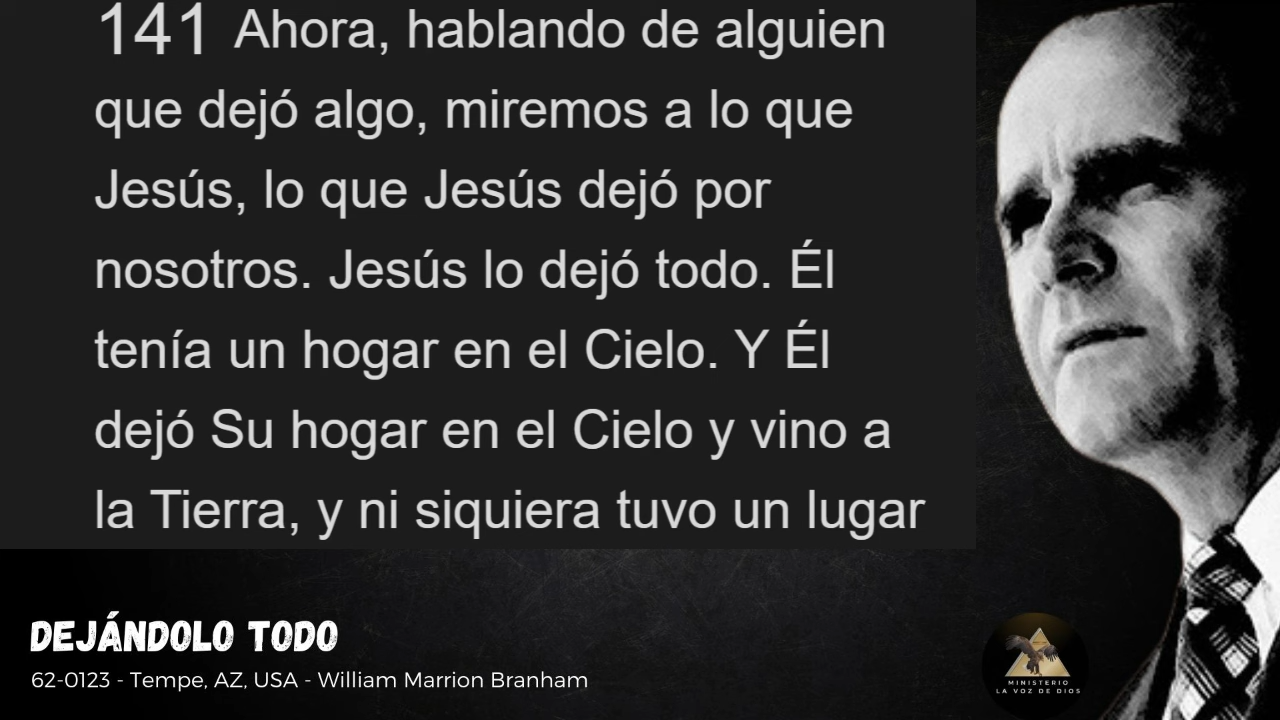 141 Ahora, hablando de alguien
que dejó algo, miremos a lo que
Jesús, lo que Jesús dejó por
nosotros. Jesús lo dejó todo. Él
tenía un hogar en el Cielo. Y Él
dejó Su hogar en el Cielo y vino a
la Tierra, y ni siquiera tuvo un lugar
DEJÁNDOLO TODO
62-0123 - Tempe, AZ, USA - William Marrion Branham
MINISTERIO
LA VOZ DE DIOS